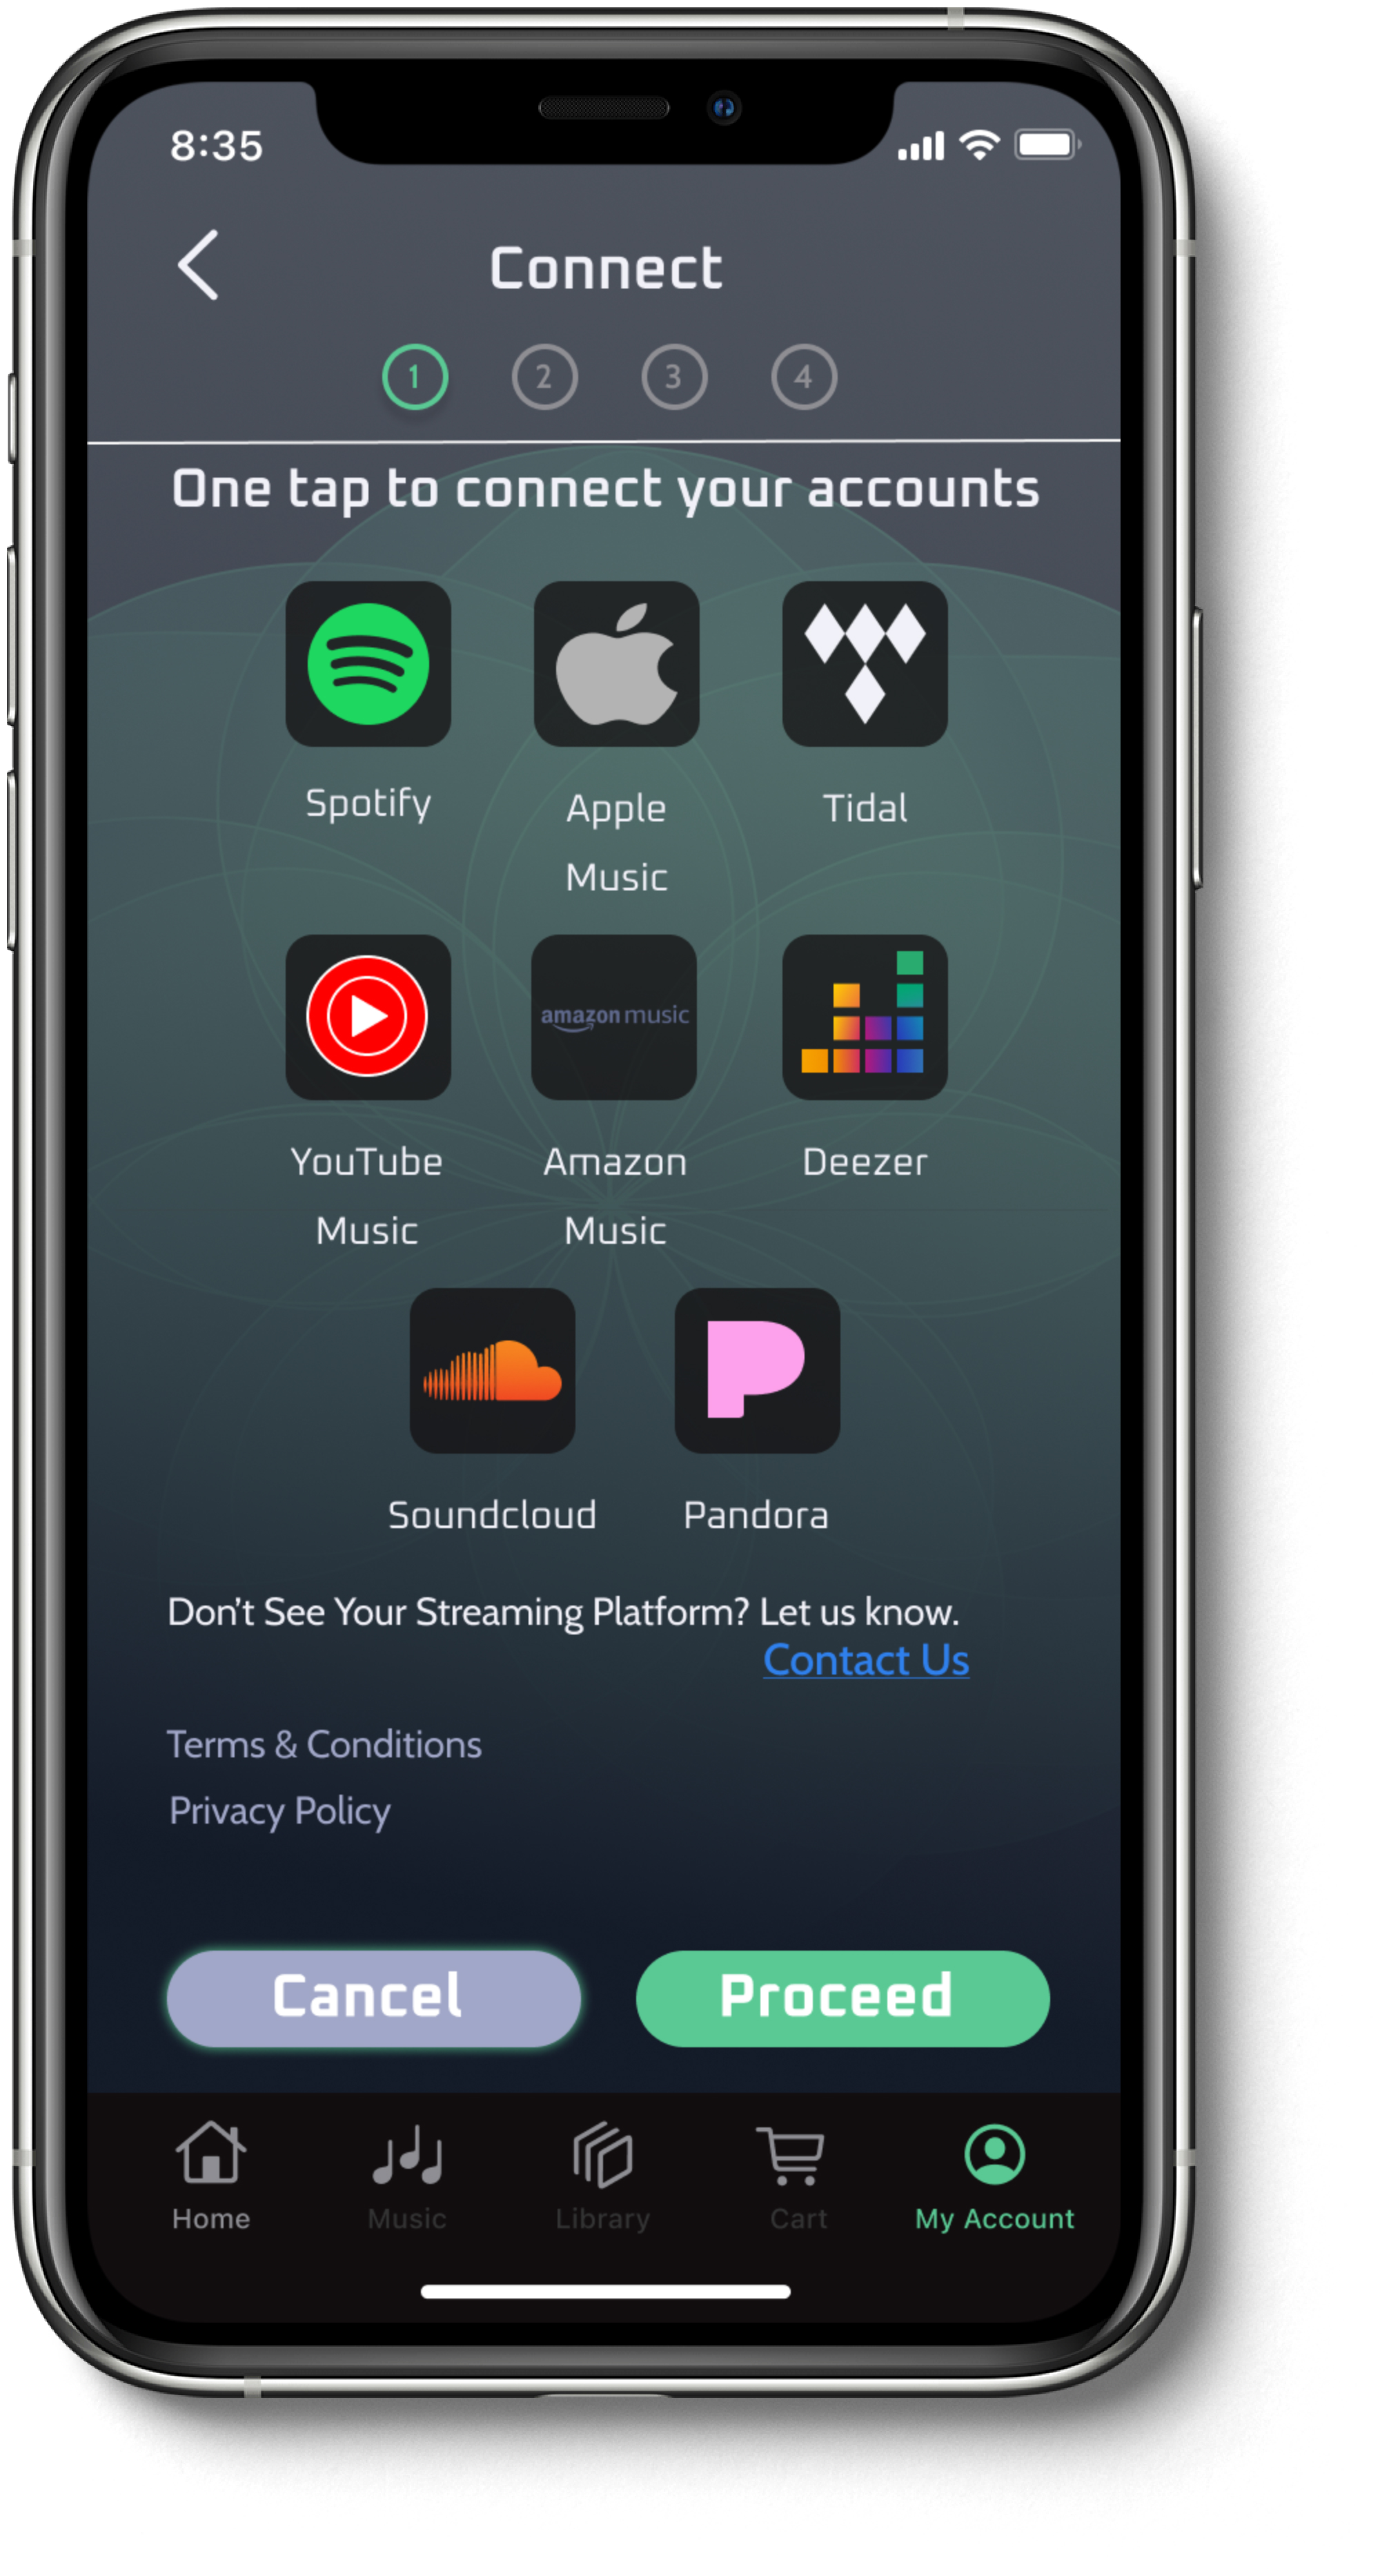 8:35
Connect
1 2 3 4
One tap to connect your accounts
Spotify
Apple
Music
Tidal
amazon music
YouTube
Music
Amazon
Music
Deezer
Soundcloud
Pandora
Don't See Your Streaming Platform? Let us know.
Contact Us
Terms & Conditions
Privacy Policy
Cancel
Proceed
Home
Music
Library
Cart
My Account